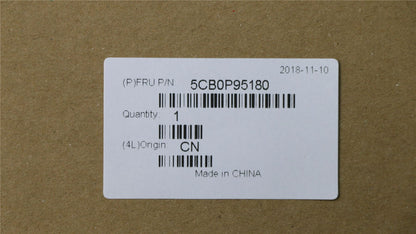 2018-11-10
(P)FRU P/N 5CB0P95180
Quantity: 1
(4L)Origin: CN
Made in CHINA